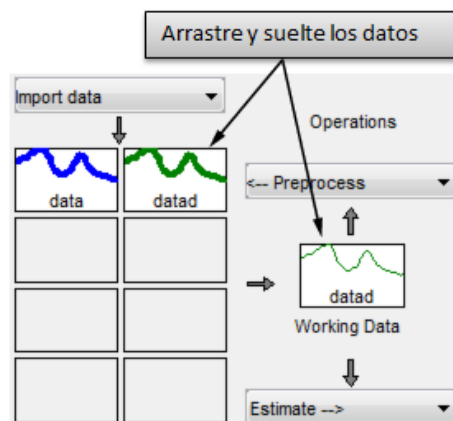 Arrastre y suelte los datos
Import data
Operations
data
datad
<-- Preprocess
datad
Working Data
Estimate -->